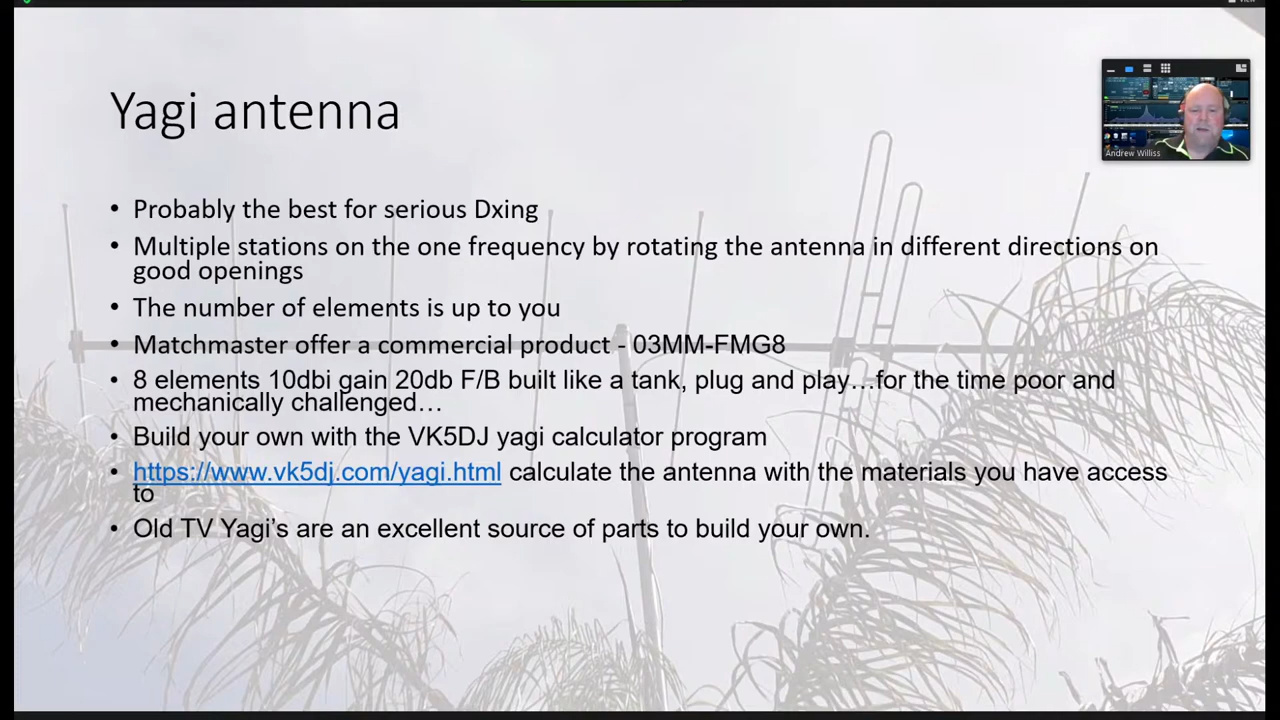 View
Yagi antenna
Andrew Williss
• Probably the best for serious Dxing
• Multiple stations on the one frequency by rotating the antenna in different directions on
good openings
• The number of elements is up to you
• Matchmaster offer a commercial product - 03MM-FMG8
• 8 elements 10dbi gain 20db F/B built like a tank, plug and play…for the time poor and
mechanically challenged…
• Build your own with the VK5DJ yagi calculator program
• https://www.vk5dj.com/yagi.html calculate the antenna with the materials you have access
to
• Old TV Yagi’s are an excellent source of parts to build your own.